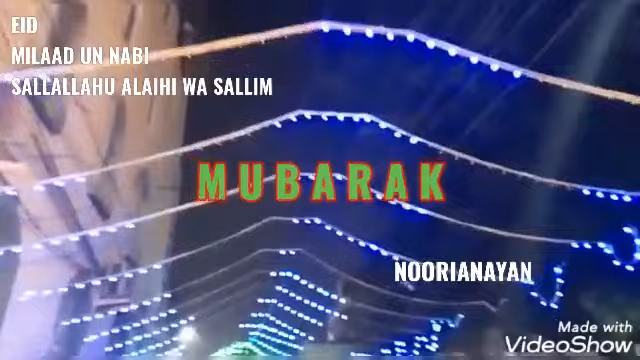 EID
MILAAD UN NABI
SALLALLAHU ALAIHI WA SALLIM
MUBARAK
NOORIANAYAN
Made with
VideoShow